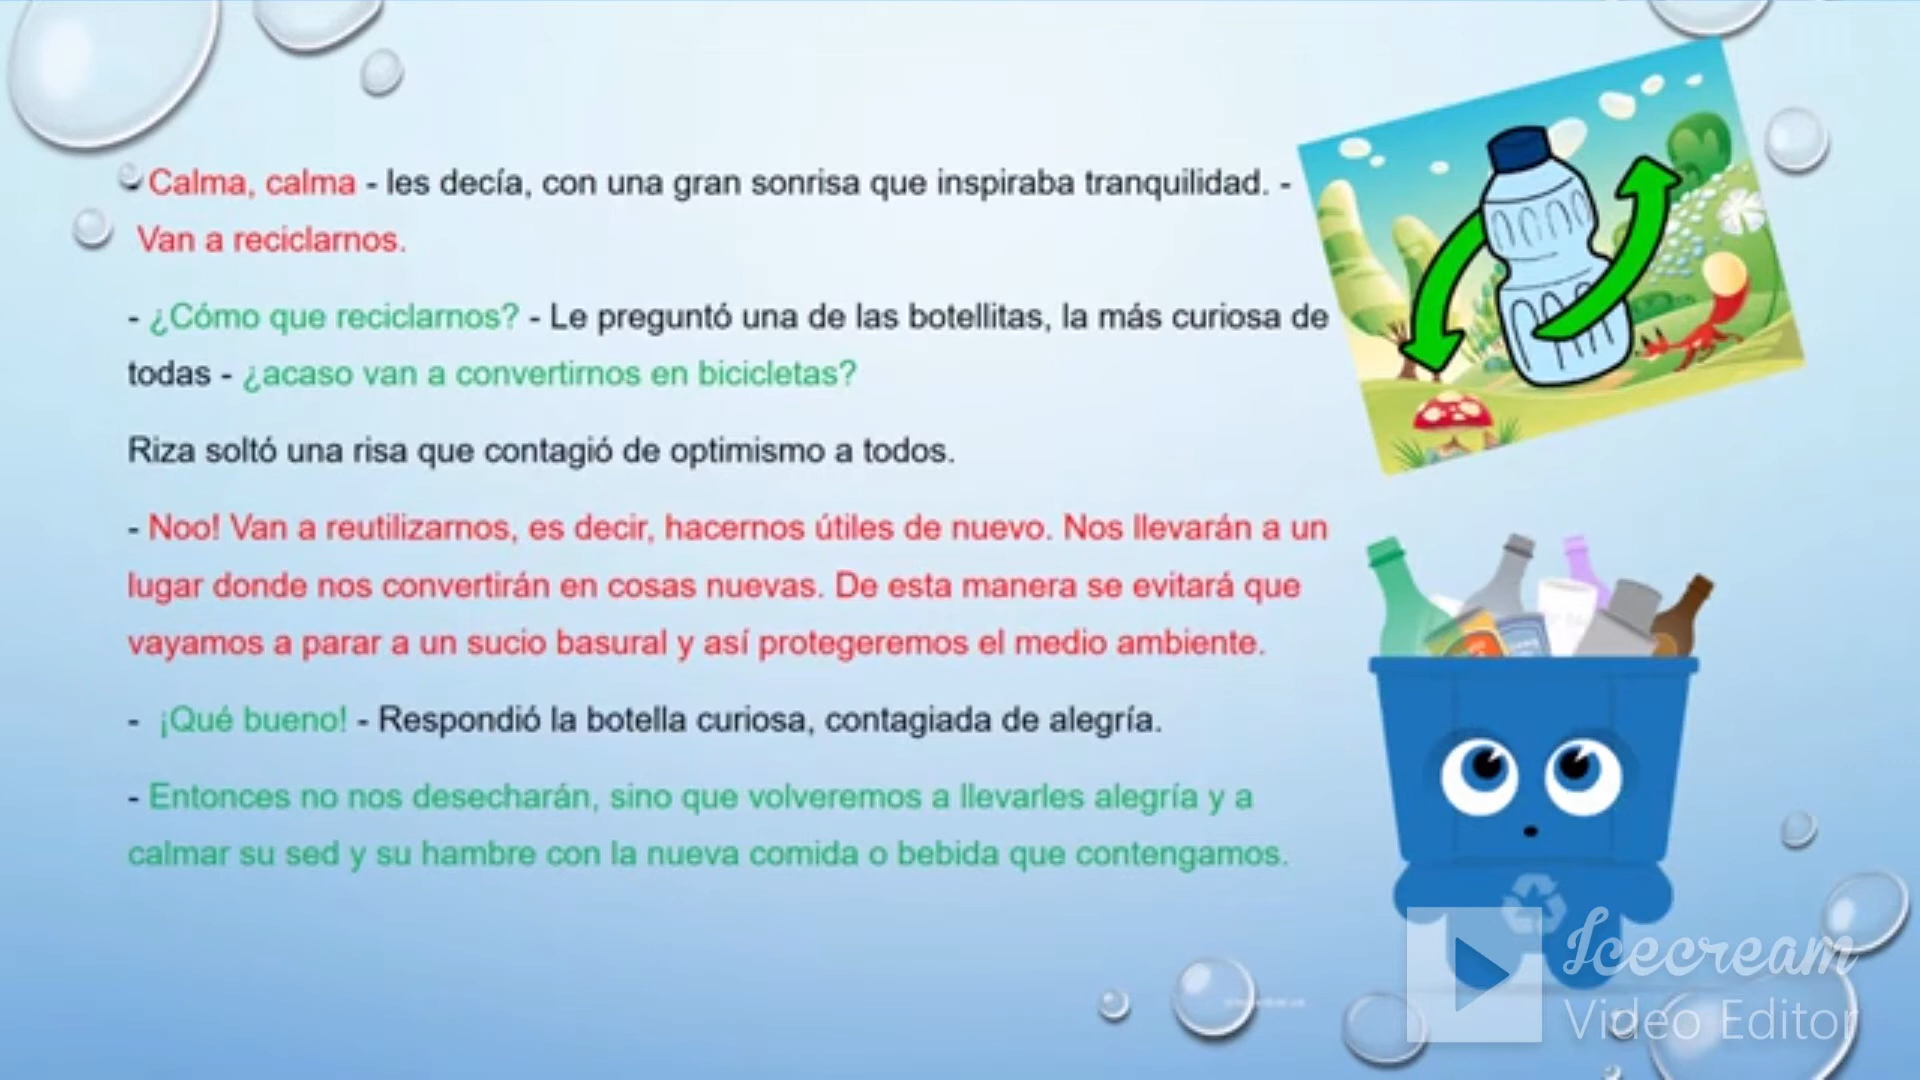 Calma, calma - les decía, con una gran sonrisa que inspiraba tranquilidad. -
Van a reciclarnos.
- ¿Cómo que reciclarnos? - Le preguntó una de las botellitas, la más curiosa de
todas - ¿acaso van a convertirnos en bicicletas?
Riza soltó una risa que contagió de optimismo a todos.
- Noo! Van a reutilizarnos, es decir, hacernos útiles de nuevo. Nos llevarán a un
lugar donde nos convertirán en cosas nuevas. De esta manera se evitará que
vayamos a parar a un sucio basural y así protegeremos el medio ambiente.
- ¡Qué bueno! - Respondió la botella curiosa, contagiada de alegría.
- Entonces no nos desecharán, sino que volveremos a llevarles alegría y a
calmar su sed y su hambre con la nueva comida o bebida que contengamos.
Icecream
Video Editor